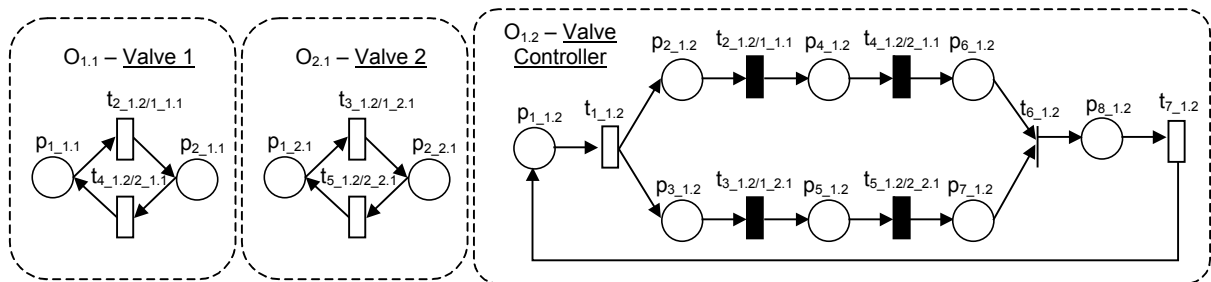 O1.1 – Valve 1
t2_1.2/1_1.1
p1_1.1
p2_1.1
t4_1.2/2_1.1
O2.1 – Valve 2
t3_1.2/1_2.1
p1_2.1
p2_2.1
t5_1.2/2_2.1
O1.2 – Valve
Controller
p2_1.2
t2_1.2/1_1.1
p4_1.2
t4_1.2/2_1.1
p6_1.2
p1_1.2
t1_1.2
t6_1.2
p8_1.2
t7_1.2
p3_1.2
t3_1.2/1_2.1
p5_1.2
t5_1.2/2_2.1
p7_1.2